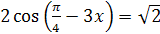 2 cos(π/4 − 3x) = √2